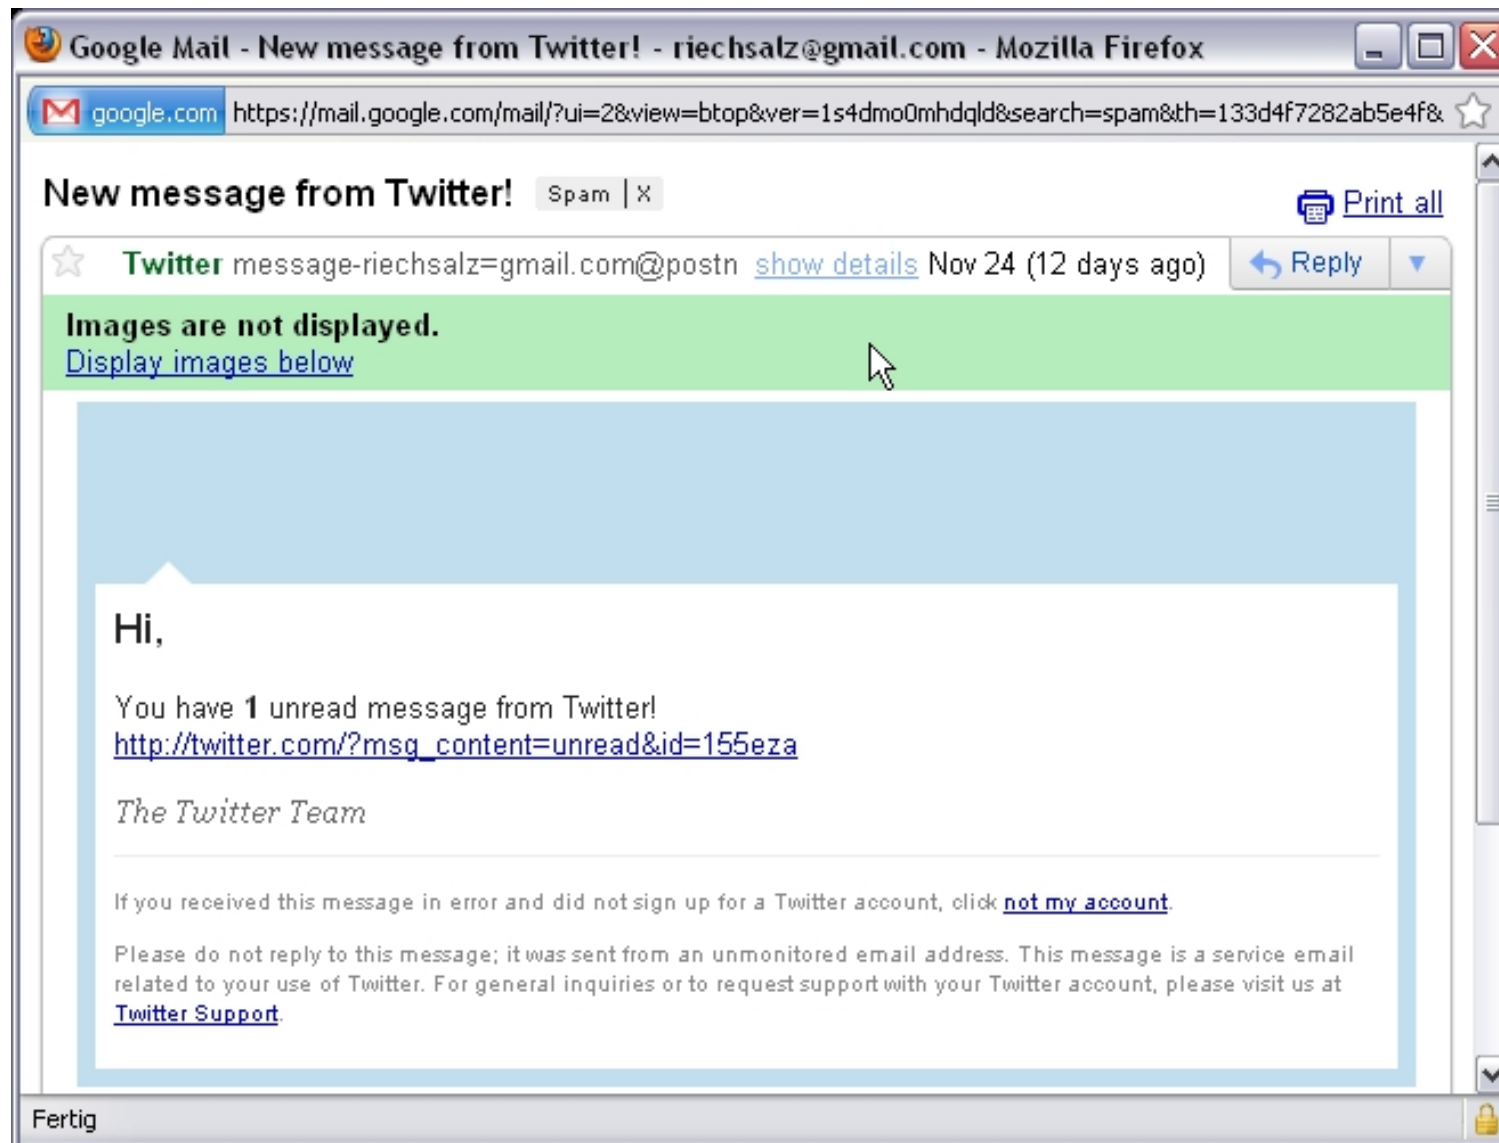 Google Mail - New message from Twitter! - riechsalz@gmail.com - Mozilla Firefox
google.com https://mail.google.com/mail/?ui=2&view=btop&ver=1s4dmo0mhdqld&search=spam&th=133d4f7282ab5e4f&
New message from Twitter! Spam | X
Print all
Twitter message-riechsalz=gmail.com@postn show details Nov 24 (12 days ago) Reply
Images are not displayed.
Display images below
Hi,
You have 1 unread message from Twitter!
http://twitter.com/?msg_content=unread&id=155eza
The Twitter Team
If you received this message in error and did not sign up for a Twitter account, click not my account.
Please do not reply to this message; it was sent from an unmonitored email address. This message is a service email
related to your use of Twitter. For general inquiries or to request support with your Twitter account, please visit us at
Twitter Support.
Fertig